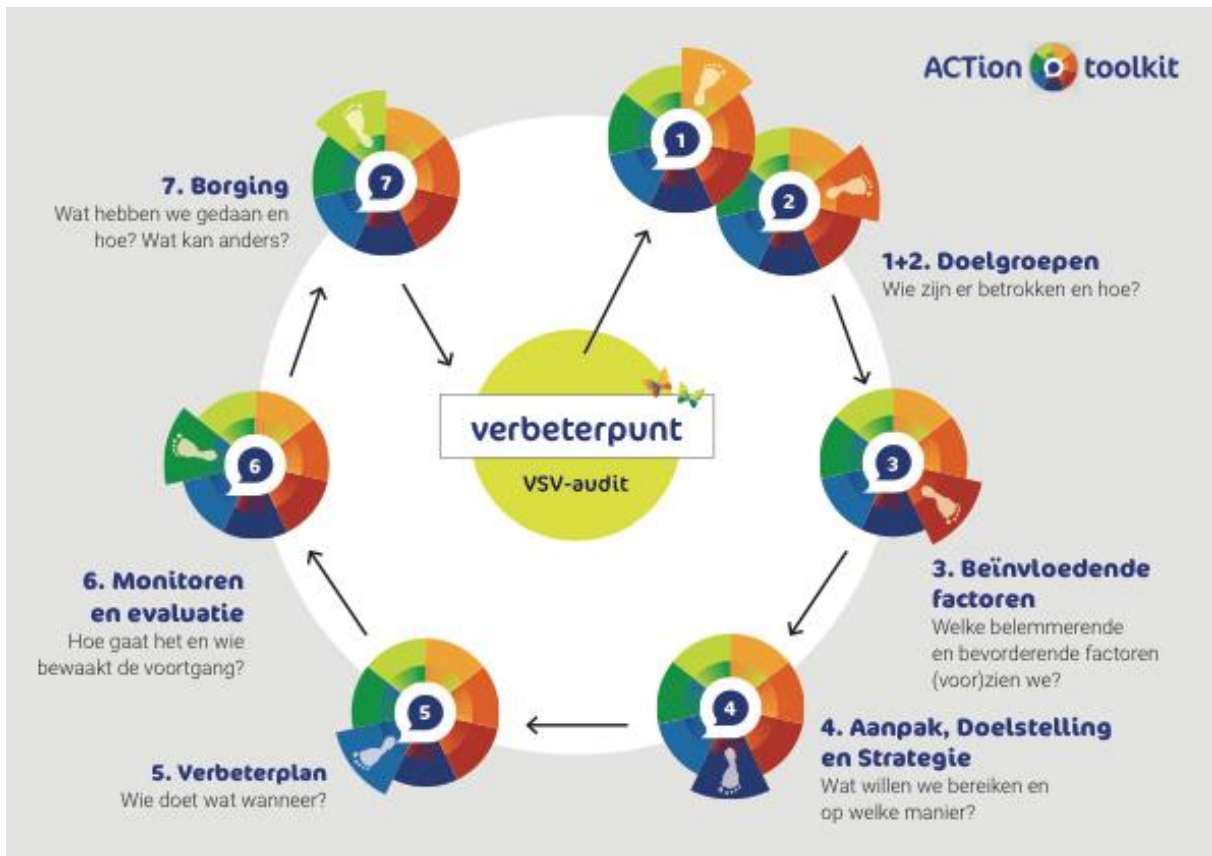 ACTion toolkit
1
2
1+2. Doelgroepen
Wie zijn er betrokken en hoe?
3
3. Beïnvloedende
factoren
Welke belemmerende
en bevorderende factoren
(voor)zien we?
4
4. Aanpak, Doelstelling
en Strategie
Wat willen we bereiken en
op welke manier?
5
5. Verbeterplan
Wie doet wat wanneer?
6
6. Monitoren
en evaluatie
Hoe gaat het en wie
bewaakt de voortgang?
7
7. Borging
Wat hebben we gedaan en
hoe? Wat kan anders?
verbeterpunt
VSV-audit